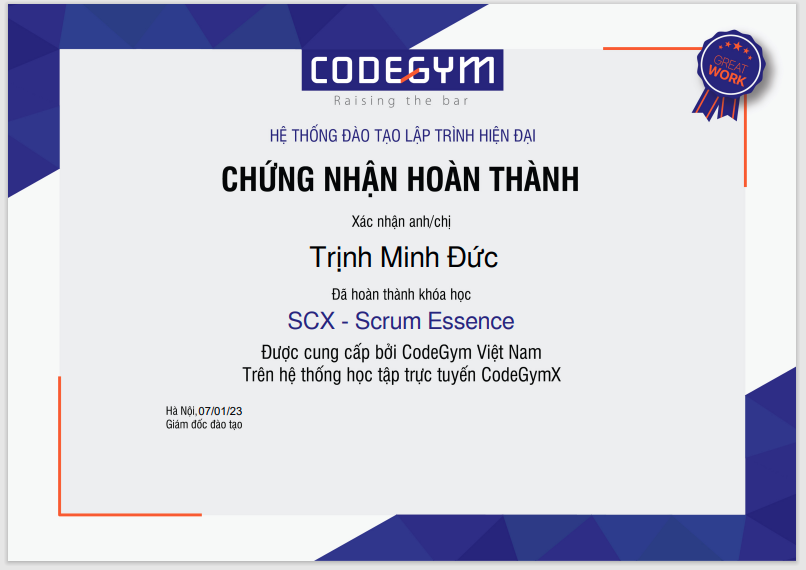 CODEGYM
Raising the bar
GREAT
WORK
HỆ THỐNG ĐÀO TẠO LẬP TRÌNH HIỆN ĐẠI
CHỨNG NHẬN HOÀN THÀNH
Xác nhận anh/chị
Trịnh Minh Đức
Đã hoàn thành khóa học
SCX - Scrum Essence
Được cung cấp bởi CodeGym Việt Nam
Trên hệ thống học tập trực tuyến CodeGymX
Hà Nội,07/01/23
Giám đốc đào tạo